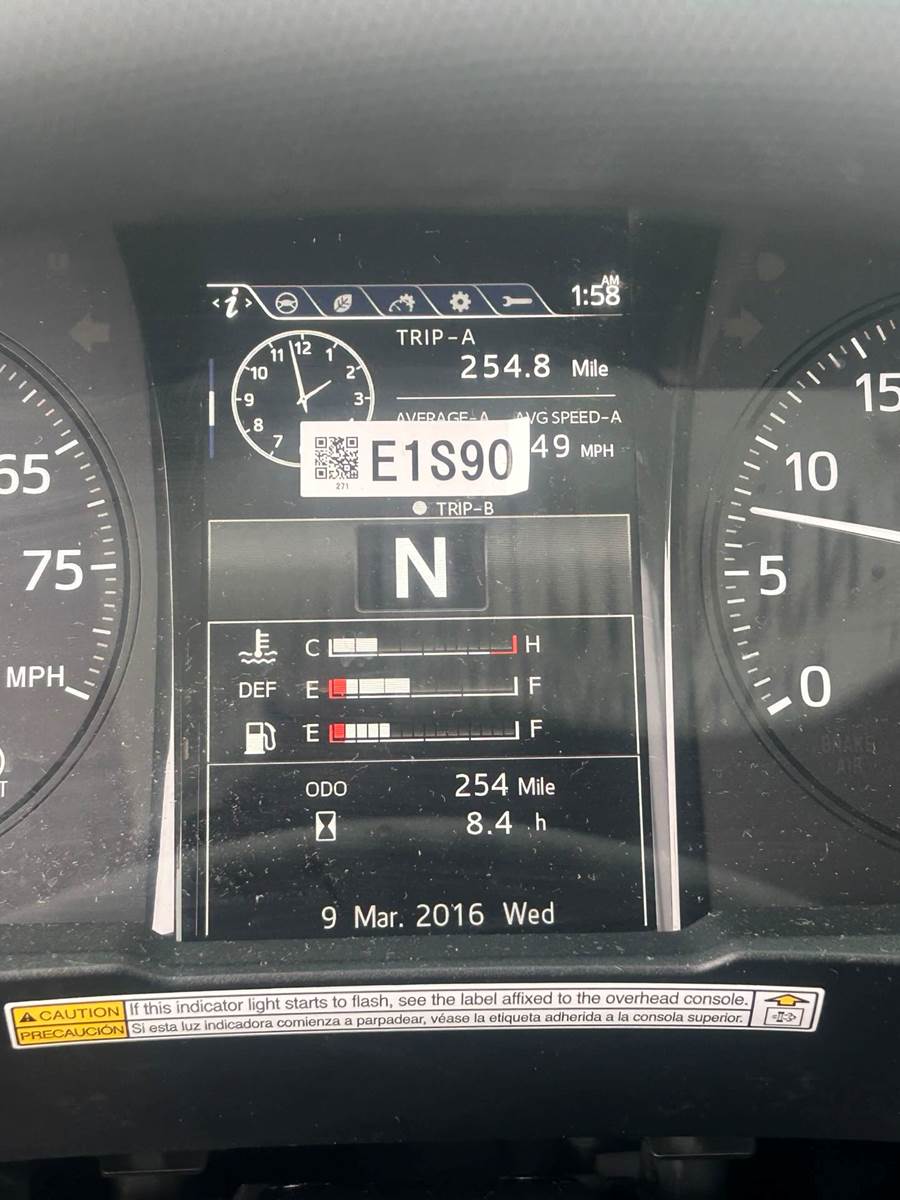 AM
1:58
TRIP-A
254.8 Mile
11 12 1
10 2
9 3
8
7
AVERAGE-A AVG SPEED-A
49 MPH
E1S90
271
TRIP-B
N
C H
DEF E F
E F
ODO 254 Mile
8.4 h
9 Mar. 2016 Wed
65
75
MPH
15
10
5
0
BRAKE
AIR
CAUTION If this indicator light starts to flash, see the label affixed to the overhead console.
PRECAUCIÓN Si esta luz indicadora comienza a parpadear, véase la etiqueta adherida a la consola superior.